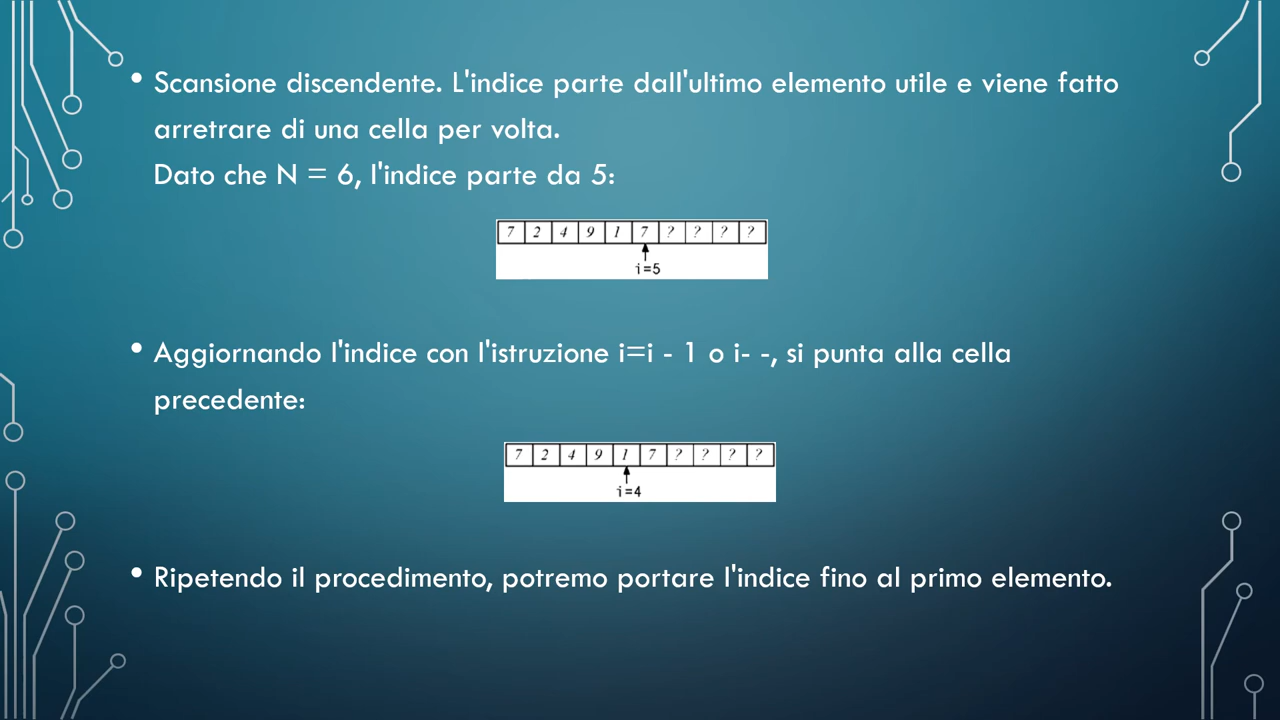 • Scansione discendente. L'indice parte dall'ultimo elemento utile e viene fatto
arretrare di una cella per volta.
Dato che N = 6, l'indice parte da 5:
7 2 4 9 1 7 ? ? ? ?
i=5
• Aggiornando l'indice con l'istruzione i=i - 1 o i- -, si punta alla cella
precedente:
7 2 4 9 1 7 ? ? ? ?
i=4
• Ripetendo il procedimento, potremo portare l'indice fino al primo elemento.